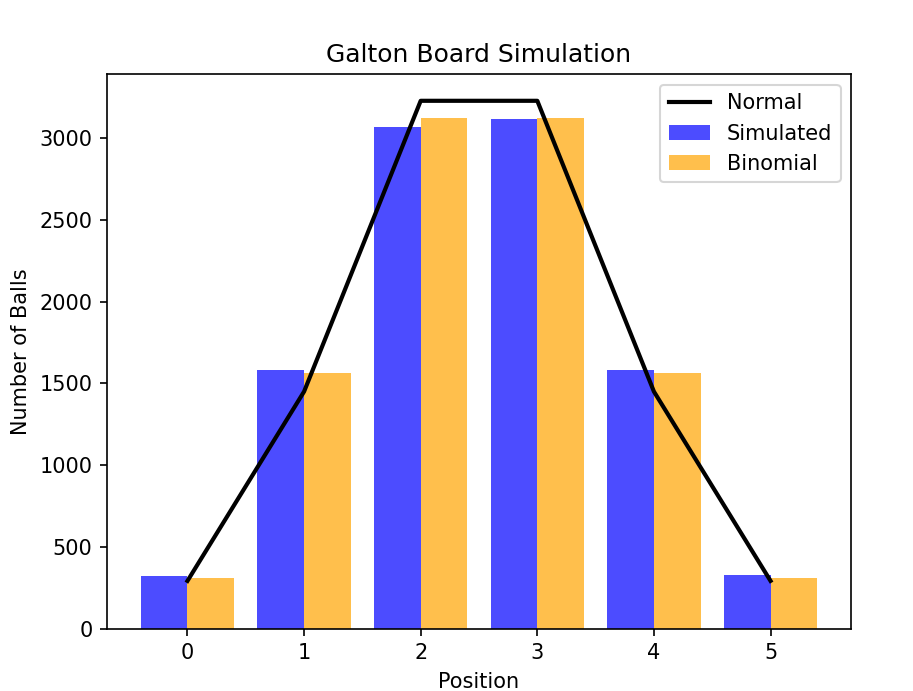 Galton Board Simulation
Normal
Simulated
Binomial
Number of Balls
3000
2500
2000
1500
1000
500
0
0 1 2 3 4 5
Position